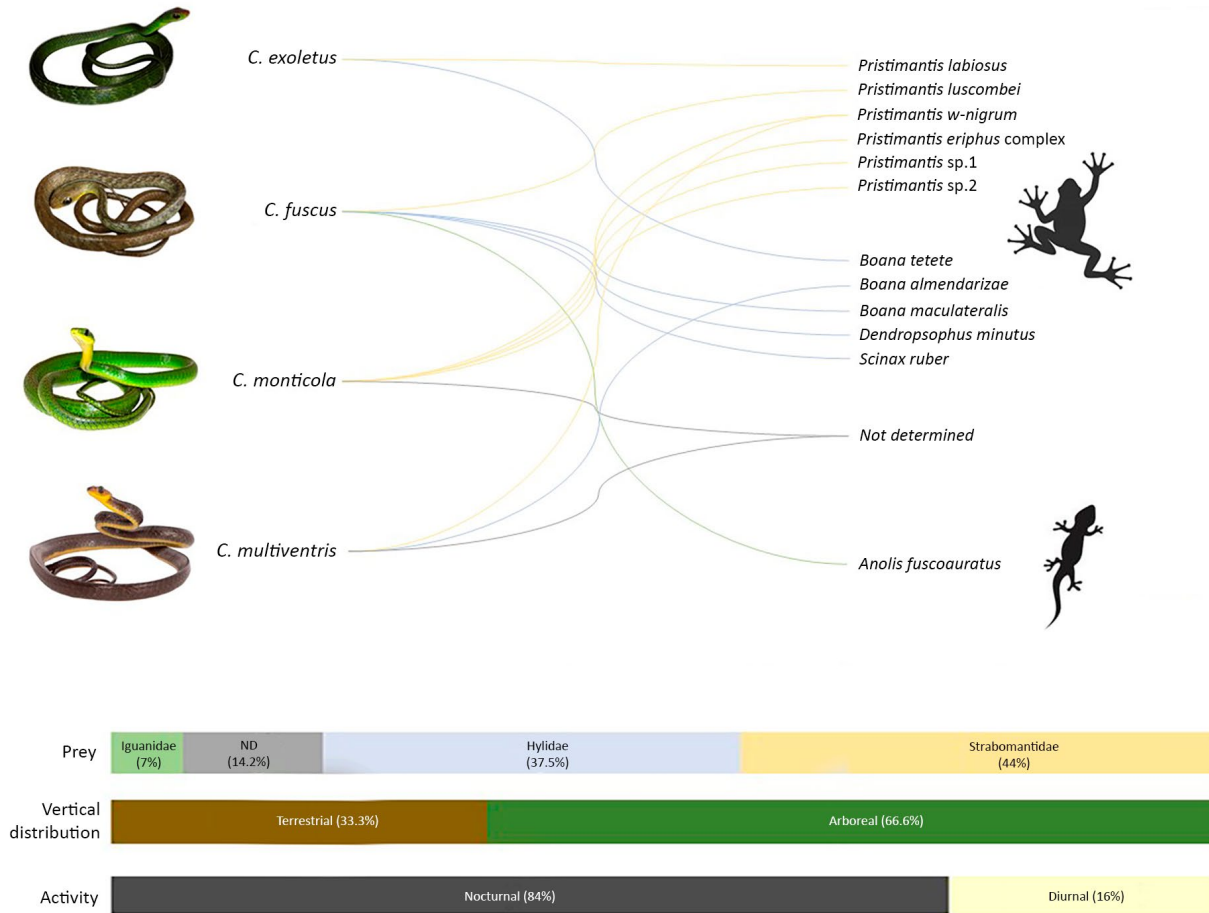 C. exoletus
C. fuscus
C. monticola
C. multiventris
Pristimantis labiosus
Pristimantis luscombei
Pristimantis w-nigrum
Pristimantis eriphus complex
Pristimantis sp.1
Pristimantis sp.2
Boana tetete
Boana almendarizae
Boana maculateralis
Dendropsophus minutus
Scinax ruber
Not determined
Anolis fuscoauratus
Prey
Iguanidae
(7%)
ND
(14.2%)
Hylidae
(37.5%)
Strabomantidae
(44%)
Vertical
distribution
Terrestrial (33.3%)
Arboreal (66.6%)
Activity
Nocturnal (84%)
Diurnal (16%)